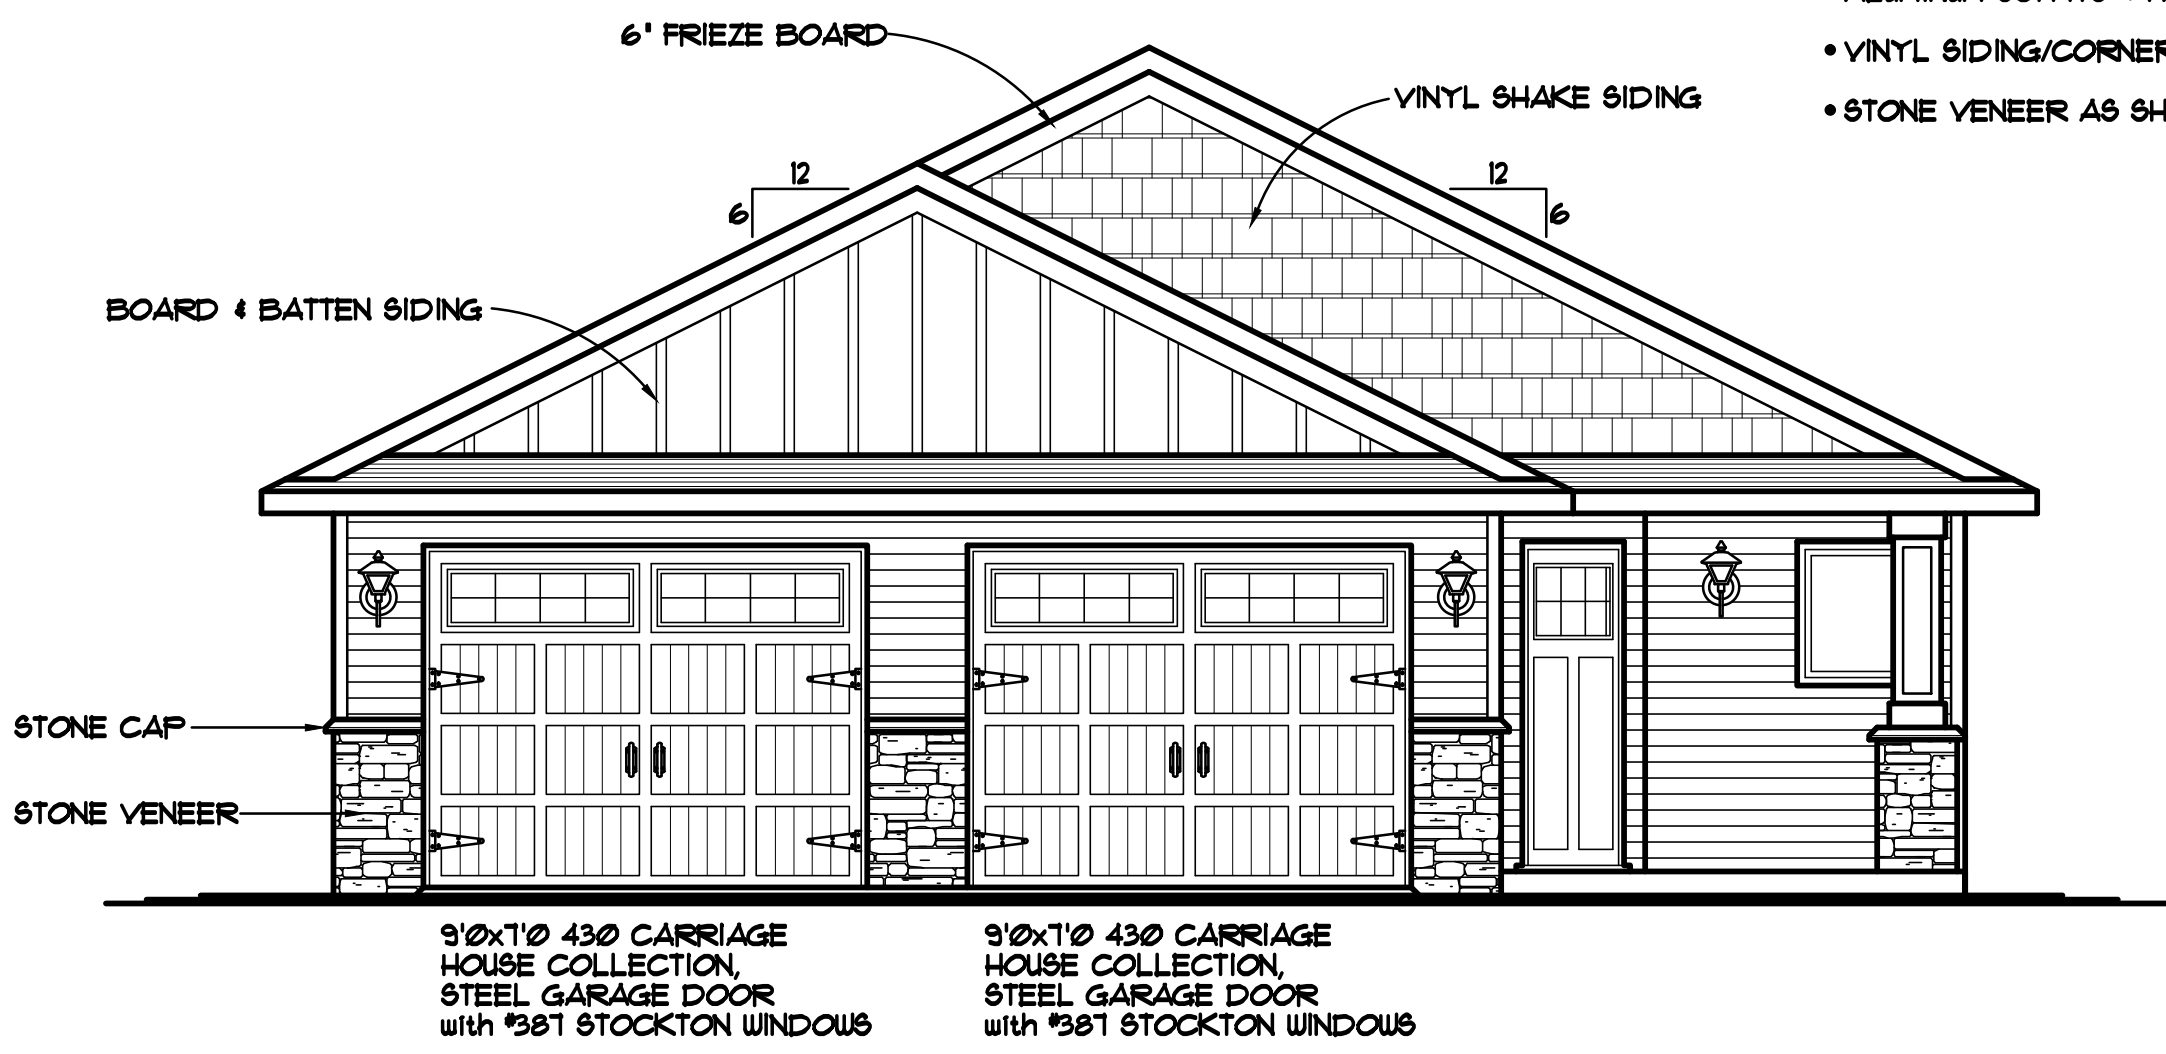 6" FRIEZE BOARD
• VINYL SIDING/CORNER
VINYL SHAKE SIDING
• STONE VENEER AS SH
12
6
12
6
BOARD & BATTEN SIDING
STONE CAP
STONE VENEER
9'0x7'0 430 CARRIAGE
HOUSE COLLECTION,
STEEL GARAGE DOOR
with #387 STOCKTON WINDOWS
9'0x7'0 430 CARRIAGE
HOUSE COLLECTION,
STEEL GARAGE DOOR
with #387 STOCKTON WINDOWS